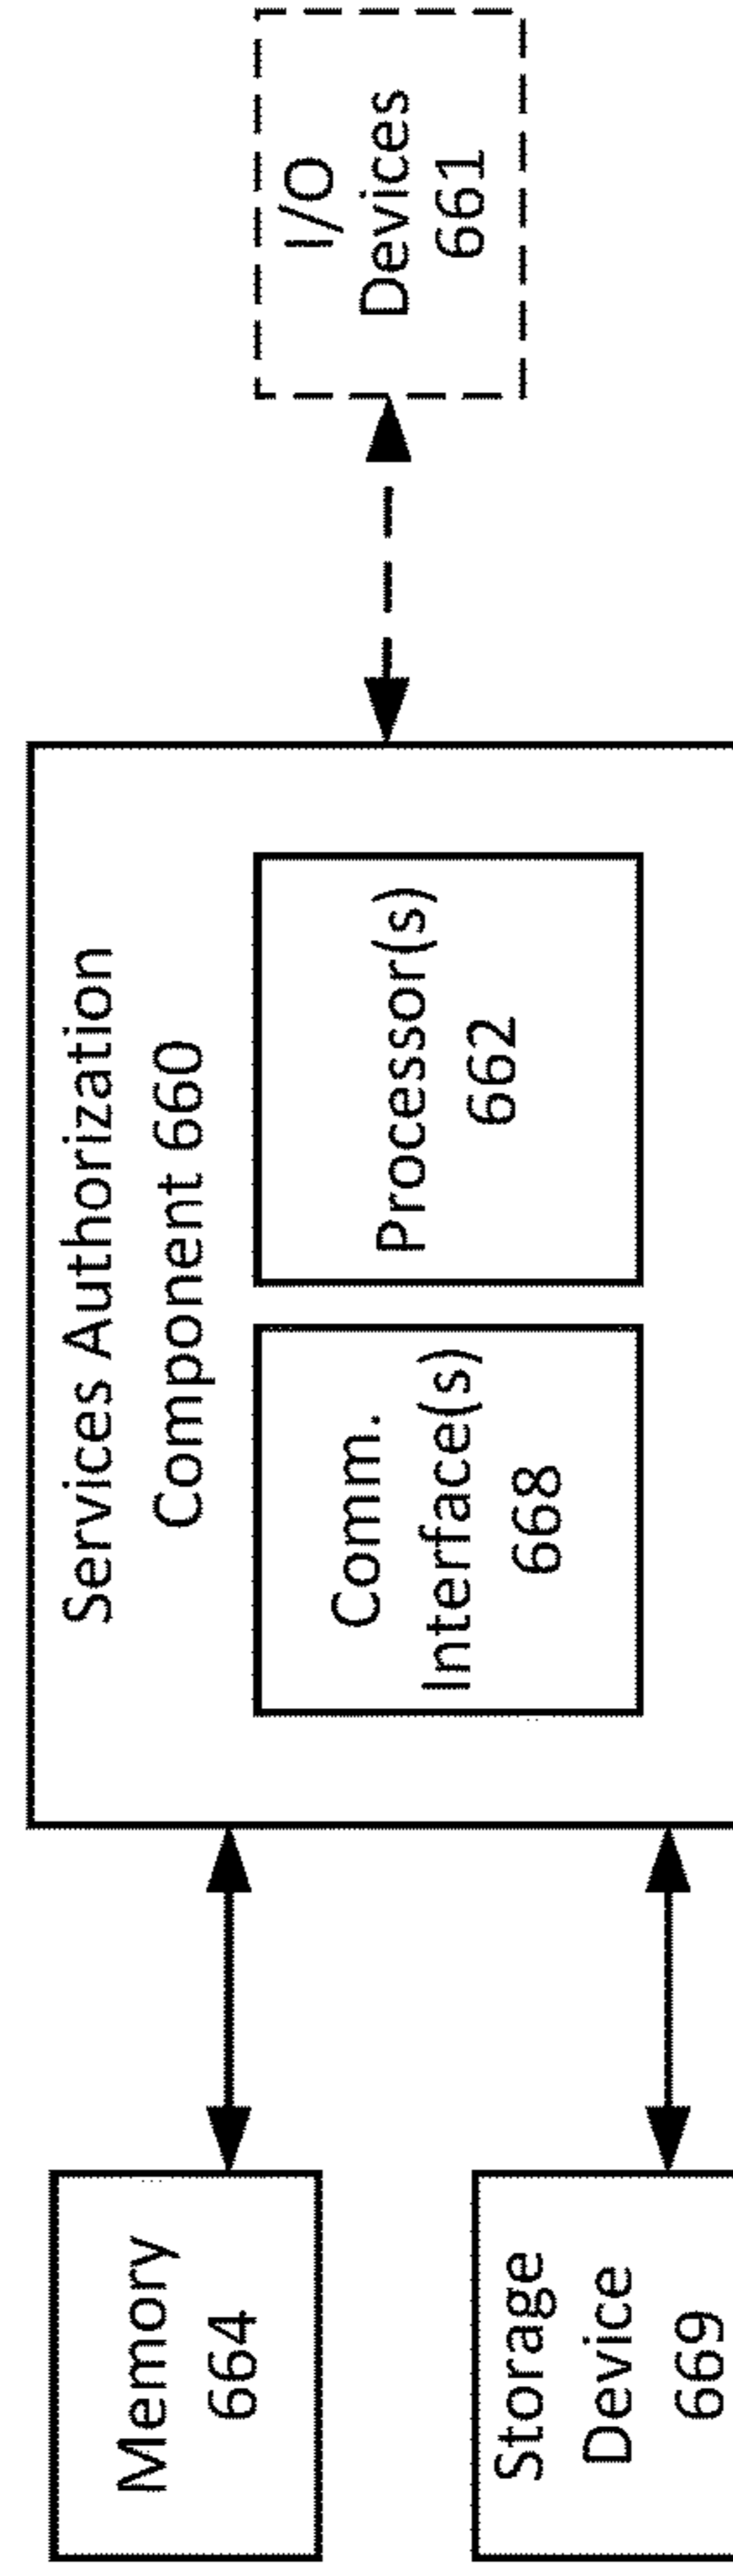 Memory
664
Storage
Device
669
Services Authorization
Component 660
Comm.
Interface(s)
668
Processor(s)
662
I/O
Devices
661